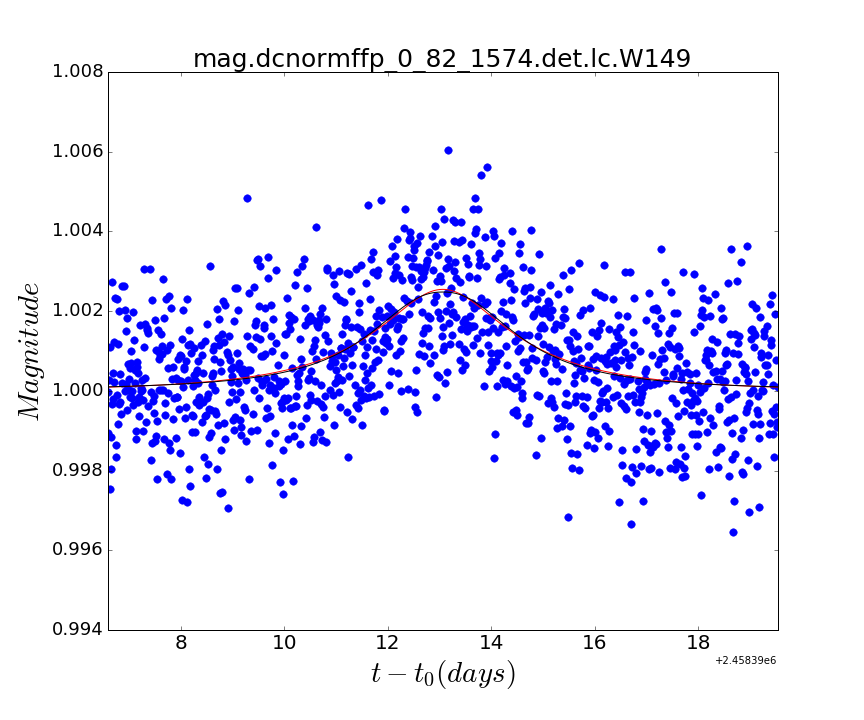 mag.dcnormffp_0_82_1574.det.lc.W149
1.008
1.006
1.004
1.002
1.000
0.998
0.996
0.994
Magnitude
8 10 12 14 16 18
+2.45839e6
t − t₀(days)